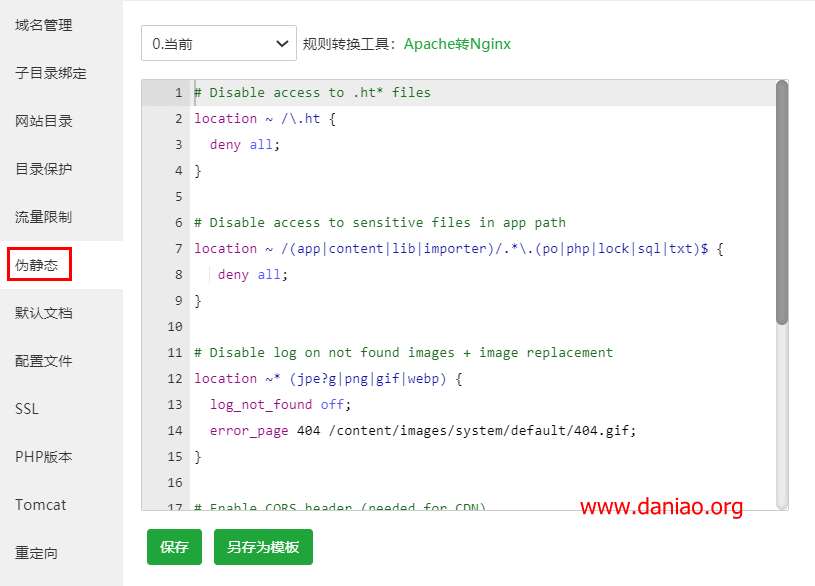 域名管理
子目录绑定
网站目录
目录保护
流量限制
伪静态
默认文档
配置文件
SSL
PHP版本
Tomcat
重定向
0.当前
规则转换工具：Apache转Nginx
1 # Disable access to .ht* files
2 location ~ /\.ht {
3 deny all;
4 }
5
6 # Disable access to sensitive files in app path
7 location ~ /(app|content|lib|importer)/.*\.(po|php|lock|sql|txt)$ {
8 deny all;
9 }
10
11 # Disable log on not found images + image replacement
12 location ~* (jpe?g|png|gif|webp) {
13 log_not_found off;
14 error_page 404 /content/images/system/default/404.gif;
15 }
16
17 # Enable CORS header (needed for CDN)
www.daniao.org
保存
另存为模板